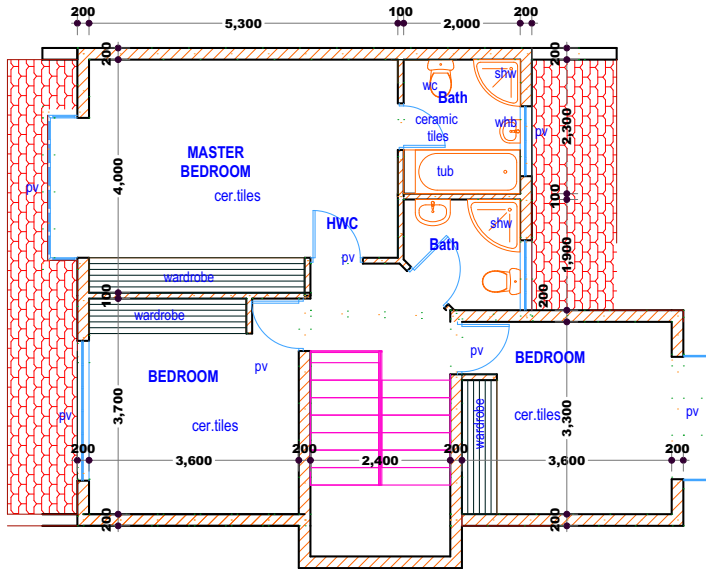 200 5,300 100 2,000 200
200 200
wc shw
Bath
ceramic
tiles
whb
pv
2,300
MASTER
BEDROOM
cer.tiles
4,000
pv
tub
100
HWC
shw
Bath
pv
1,900
wardrobe
200
100
wardrobe
BEDROOM
pv
pv
BEDROOM
pv
3,700
pv
cer.tiles
wardrobe
cer.tiles
3,300
pv
200 3,600 200 2,400 200 3,600 200
200 200